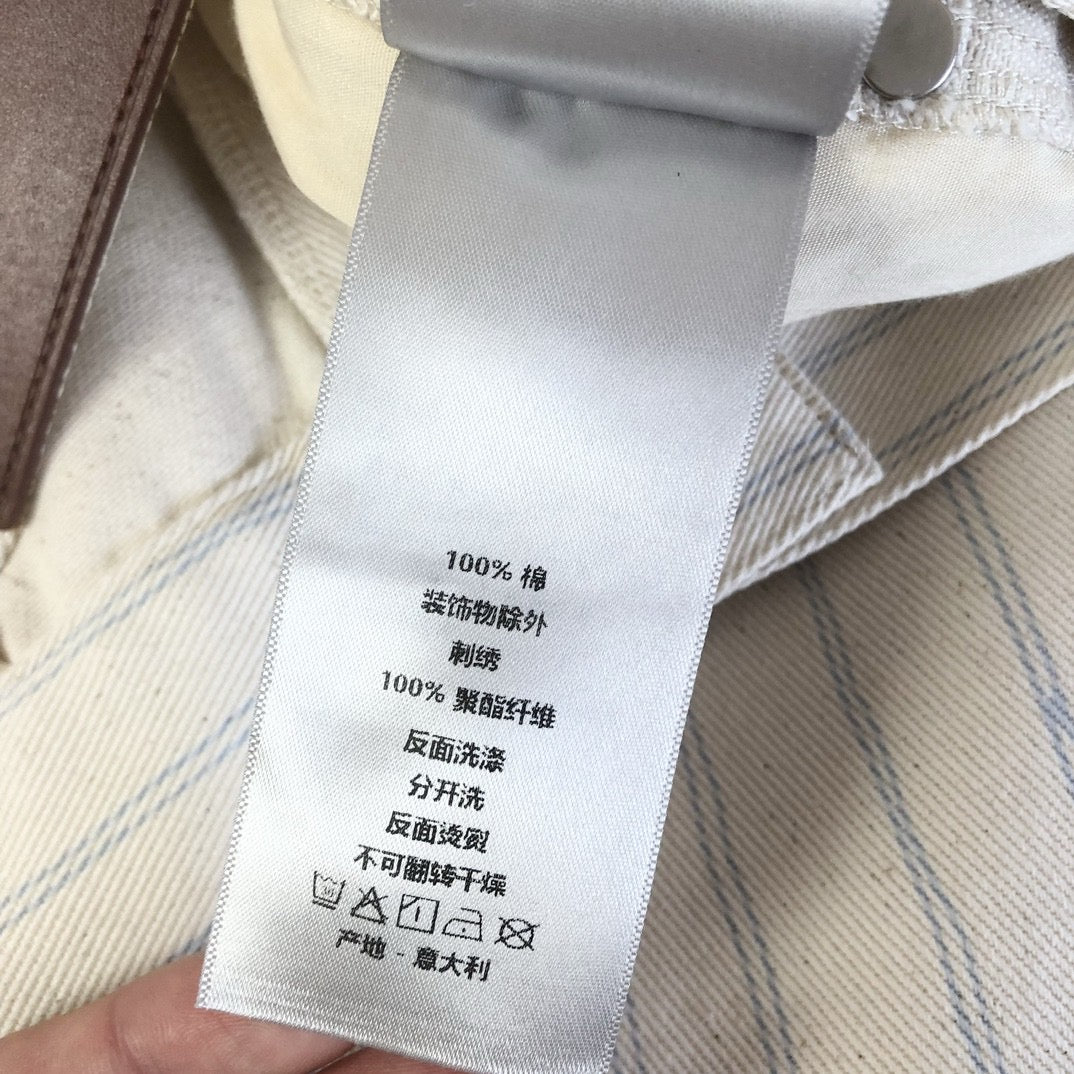 100% 棉
装饰物除外
刺绣
100% 聚酯纤维
反面洗涤
分开洗
反面烫熨
不可翻转干燥
30
产地 - 意大利